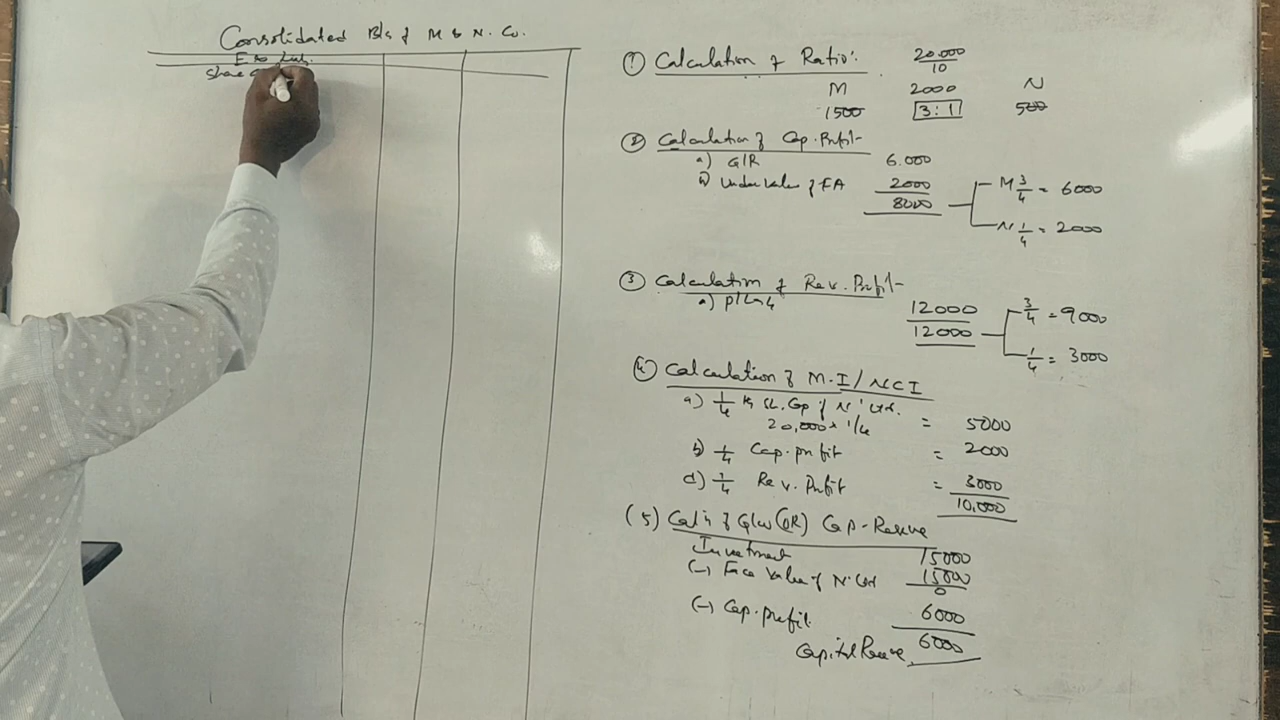 Consolidated B/s of M & N. Co.
Eq & Liab.
Share
① Calculation of Ratio:
20,000
10
M 2000 N
1500 3:1 500
② Calculation of Cap. Profit-
a) G/R 6.000
b) Undervalue of FA 2000
8000
M 3/4 = 6000
N 1/4 = 2000
③ Calculation of Rev. Profit-
a) P/L a/c 12000
12000
3/4 = 9000
1/4 = 3000
④ Calculation of M.I/NCI
a) 1/4 th Sh. Cap of N' Ltd.
20,000 x 1/4 = 5000
b) 1/4 Cap. profit = 2000
d) 1/4 Rev. Profit = 3000
10,000
(5) Cal'n of G/w (OR) Cap-Reserve
Investment 15000
(-) Face Value of N' Ltd 15000
0
(-) Cap. profit 6000
Capital Reserve 6000